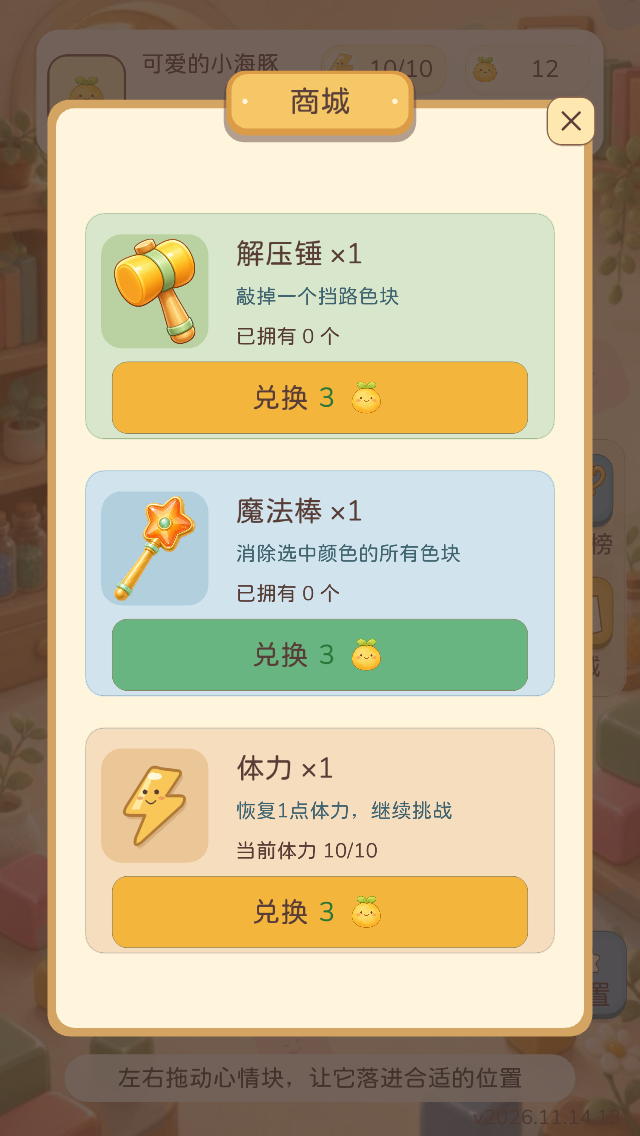 可爱的小海豚
10/10
12
商城
解压锤 ×1
敲掉一个挡路色块
已拥有 0 个
兑换 3
魔法棒 ×1
消除选中颜色的所有色块
已拥有 0 个
兑换 3
榜
体力 ×1
恢复1点体力，继续挑战
当前体力 10/10
兑换 3
置
左右拖动心情块，让它落进合适的位置